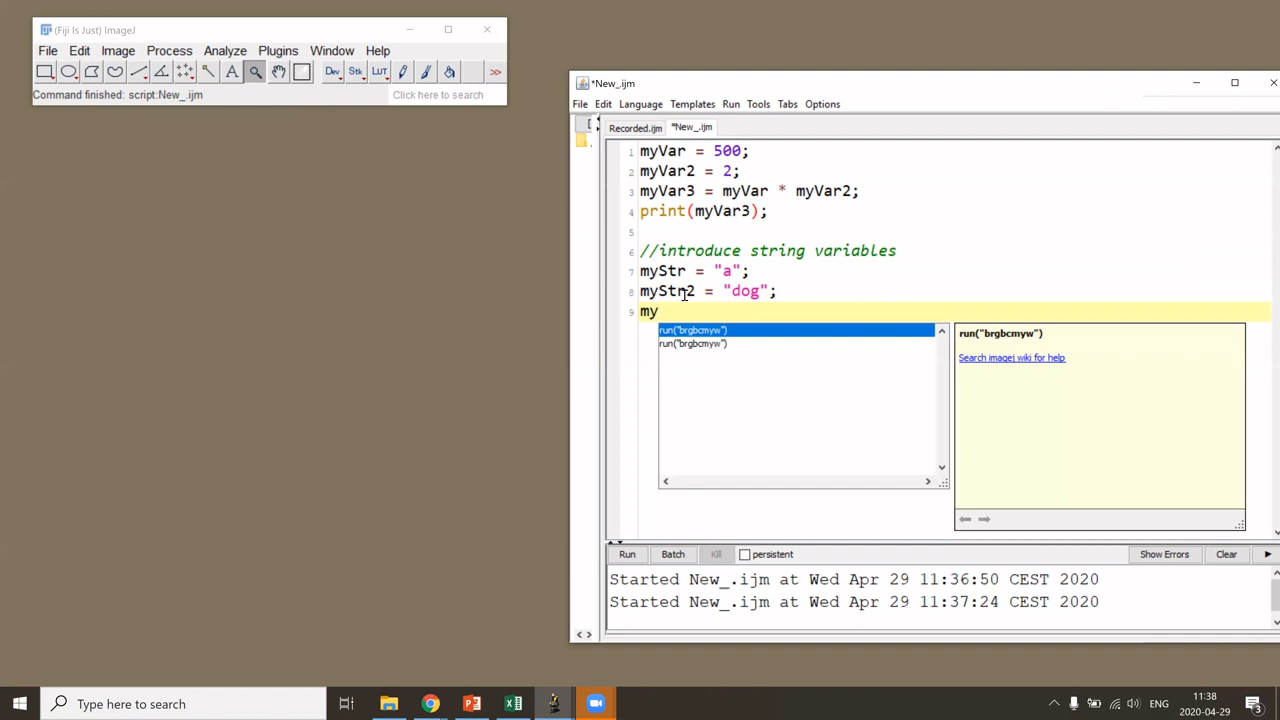 (Fiji Is Just) ImageJ
File Edit Image Process Analyze Plugins Window Help
Dev Stk LUT >>
Command finished: script:New_.ijm
Click here to search
*New_.ijm
File Edit Language Templates Run Tools Tabs Options
Recorded.ijm *New_.ijm
1 myVar = 500;
2 myVar2 = 2;
3 myVar3 = myVar * myVar2;
4 print(myVar3);
5
6 //introduce string variables
7 myStr = "a";
8 myStr2 = "dog";
9 my
run("brgbcmyw")
run("brgbcmyw")
run("brgbcmyw")
Search imagej wiki for help
Run Batch Kill persistent Show Errors Clear
Started New_.ijm at Wed Apr 29 11:36:50 CEST 2020
Started New_.ijm at Wed Apr 29 11:37:24 CEST 2020
Type here to search
ENG
11:38
2020-04-29
3